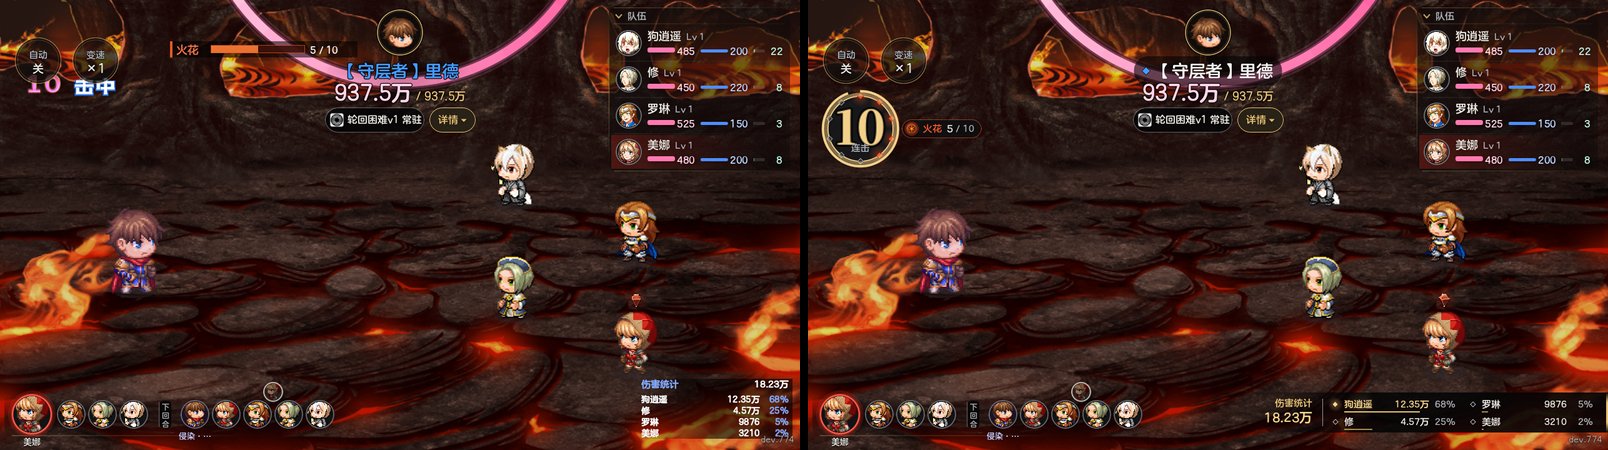 自动
关
变速
×1
10 击中
火花 5 / 10
【守层者】里德
937.5万 / 937.5万
轮回困难v1 常驻
详情
队伍
狗逍遥 Lv 1
485 200 22
修 Lv 1
450 220 8
罗琳 Lv 1
525 150 3
美娜 Lv 1
480 200 8
美娜
下回合
侵染 · ...
伤害统计 18.23万
狗逍遥 12.35万 68%
修 4.57万 25%
罗琳 9876 5%
美娜 3210 2%
dev.774
自动
关
变速
×1
10
连击
火花 5 / 10
【守层者】里德
937.5万 / 937.5万
轮回困难v1 常驻
详情
队伍
狗逍遥 Lv 1
485 200 22
修 Lv 1
450 220 8
罗琳 Lv 1
525 150 3
美娜 Lv 1
480 200 8
美娜
下回合
侵染 · ...
伤害统计
18.23万
狗逍遥 12.35万 68%
罗琳 9876 5%
修 4.57万 25%
美娜 3210 2%
dev.774